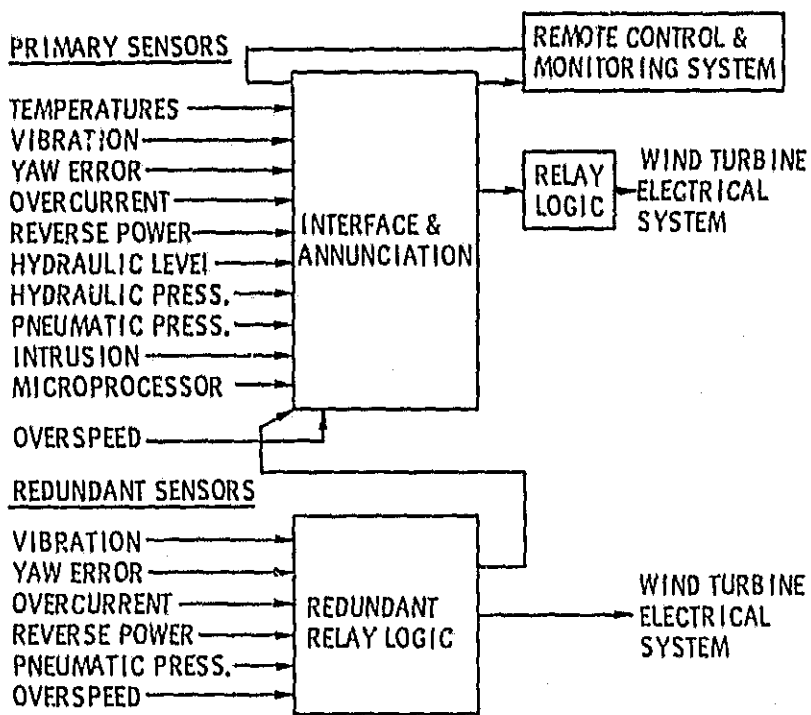 PRIMARY SENSORS
TEMPERATURES
VIBRATION
YAW ERROR
OVERCURRENT
REVERSE POWER
HYDRAULIC LEVEL
HYDRAULIC PRESS.
PNEUMATIC PRESS.
INTRUSION
MICROPROCESSOR
OVERSPEED
INTERFACE &
ANNUNCIATION
REMOTE CONTROL &
MONITORING SYSTEM
RELAY
LOGIC
WIND TURBINE
ELECTRICAL
SYSTEM
REDUNDANT SENSORS
VIBRATION
YAW ERROR
OVERCURRENT
REVERSE POWER
PNEUMATIC PRESS.
OVERSPEED
REDUNDANT
RELAY LOGIC
WIND TURBINE
ELECTRICAL
SYSTEM